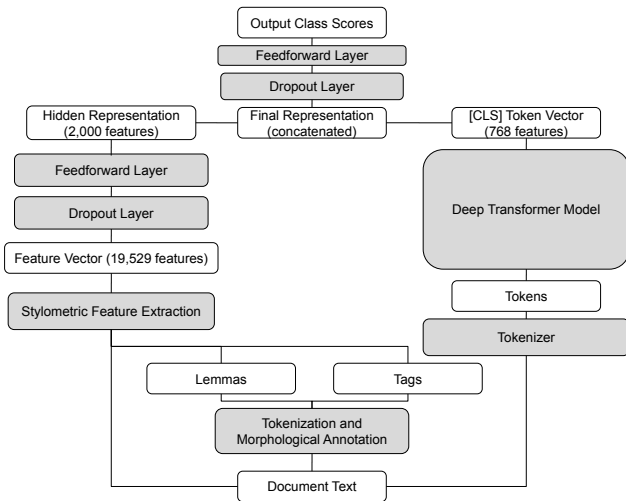 Output Class Scores
Feedforward Layer
Dropout Layer
Hidden Representation
(2,000 features)
Final Representation
(concatenated)
[CLS] Token Vector
(768 features)
Feedforward Layer
Dropout Layer
Deep Transformer Model
Feature Vector (19,529 features)
Tokens
Stylometric Feature Extraction
Tokenizer
Lemmas
Tags
Tokenization and
Morphological Annotation
Document Text